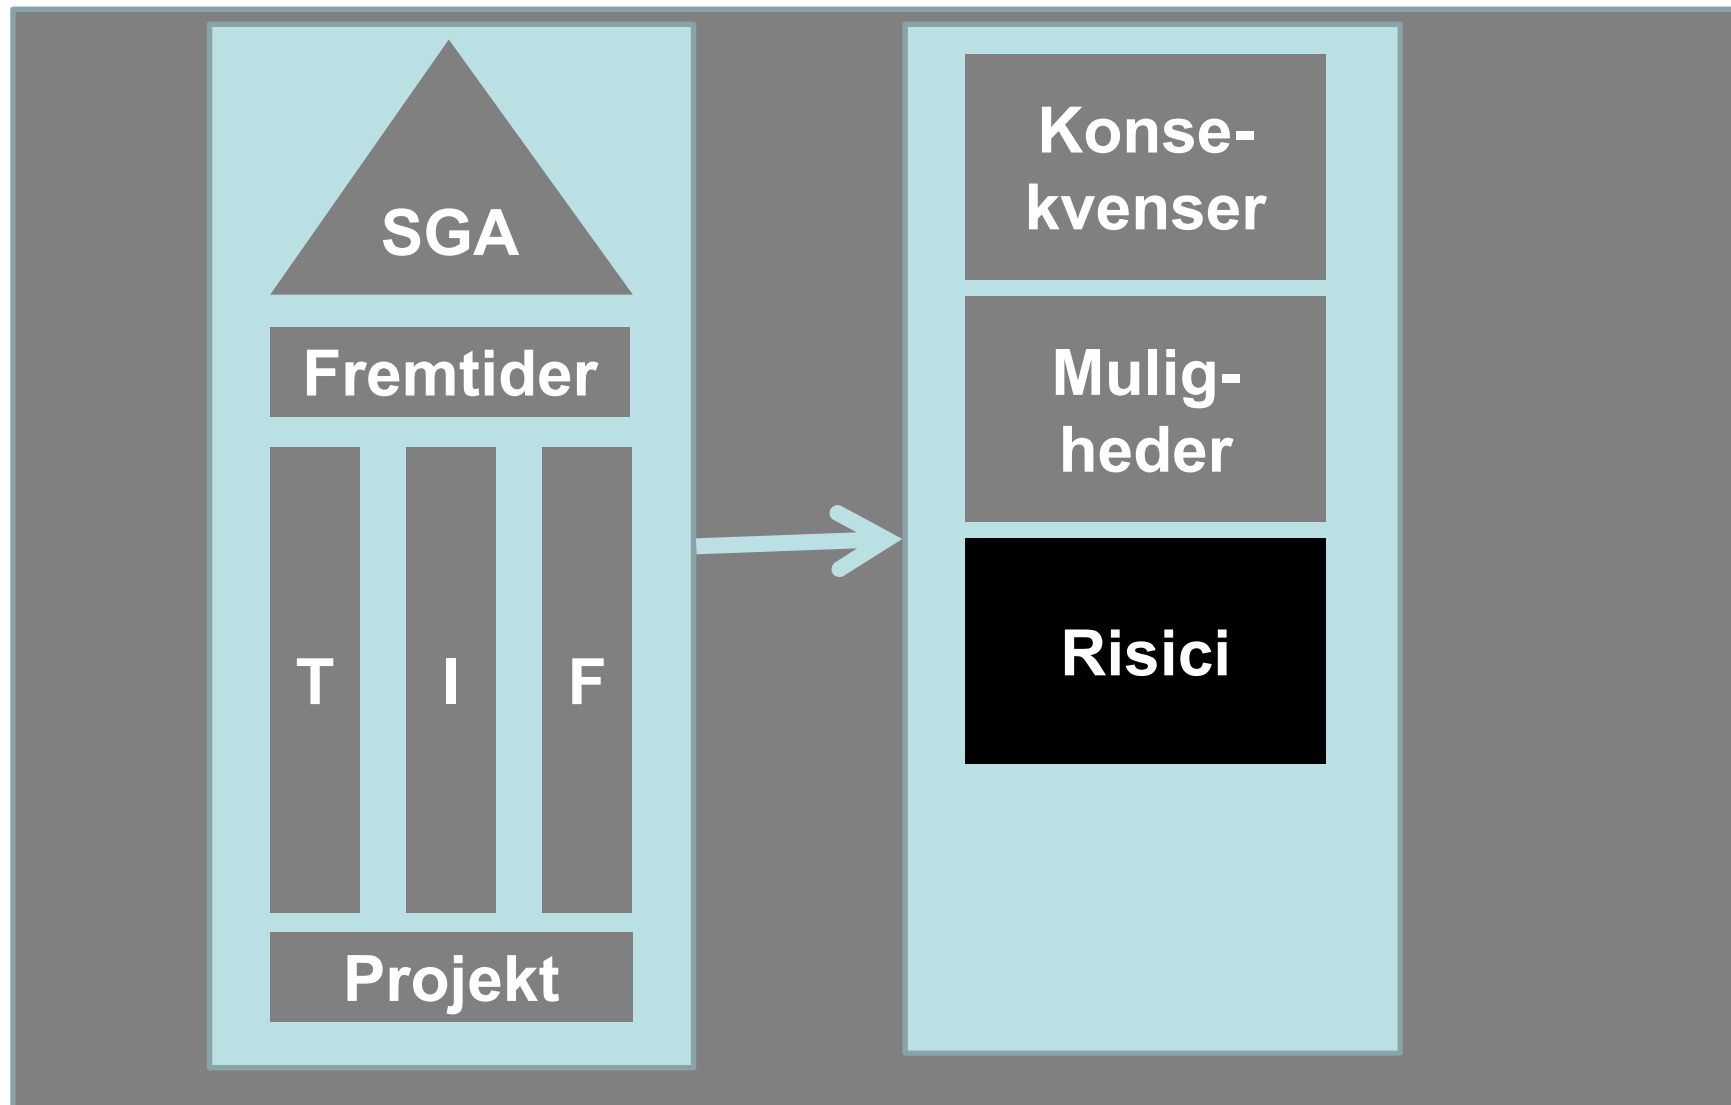 SGA
Fremtider
T I F
Projekt
Konse-
kvenser
Mulig-
heder
Risici